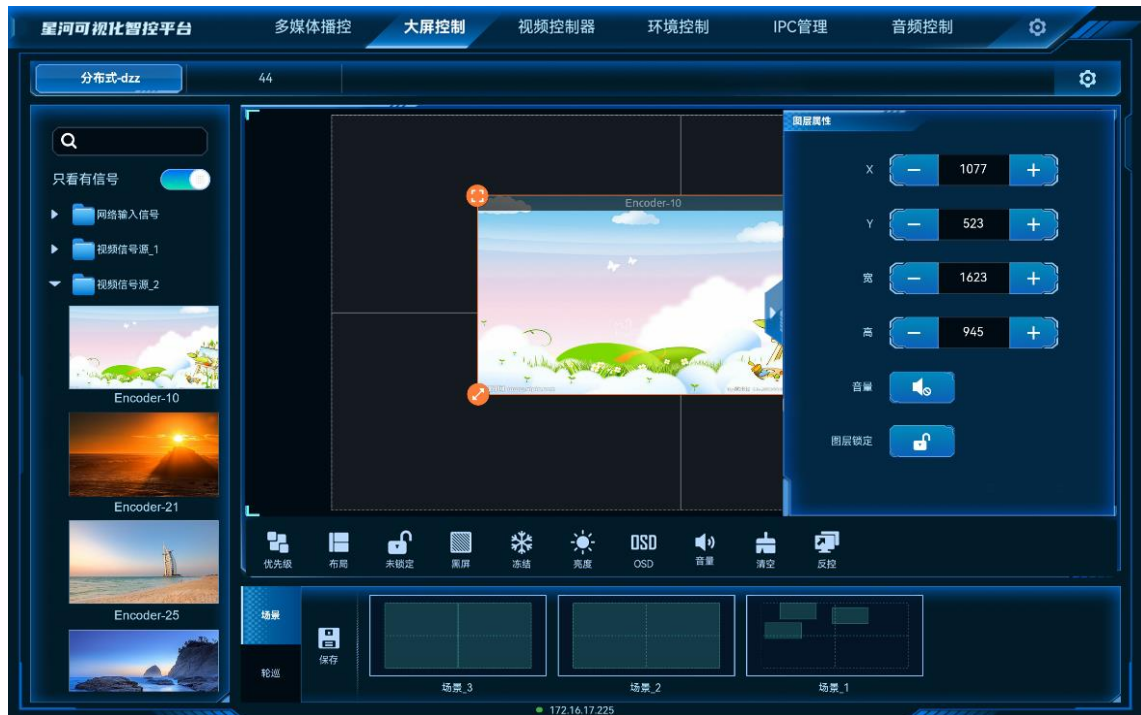 星河可视化智控平台
多媒体播控 大屏控制 视频控制器 环境控制 IPC管理 音频控制
分布式-dzz 44
只看有信号
网络输入信号
视频信号源_1
视频信号源_2
Encoder-10
Encoder-21
Encoder-25
Encoder-10
图层属性
X 1077
Y 523
宽 1623
高 945
音量
图层锁定
优先级 布局 未锁定 黑屏 冻结 亮度 OSD OSD 音量 清空 反控
场景
轮巡
保存
场景_3 场景_2 场景_1
172.16.17.225